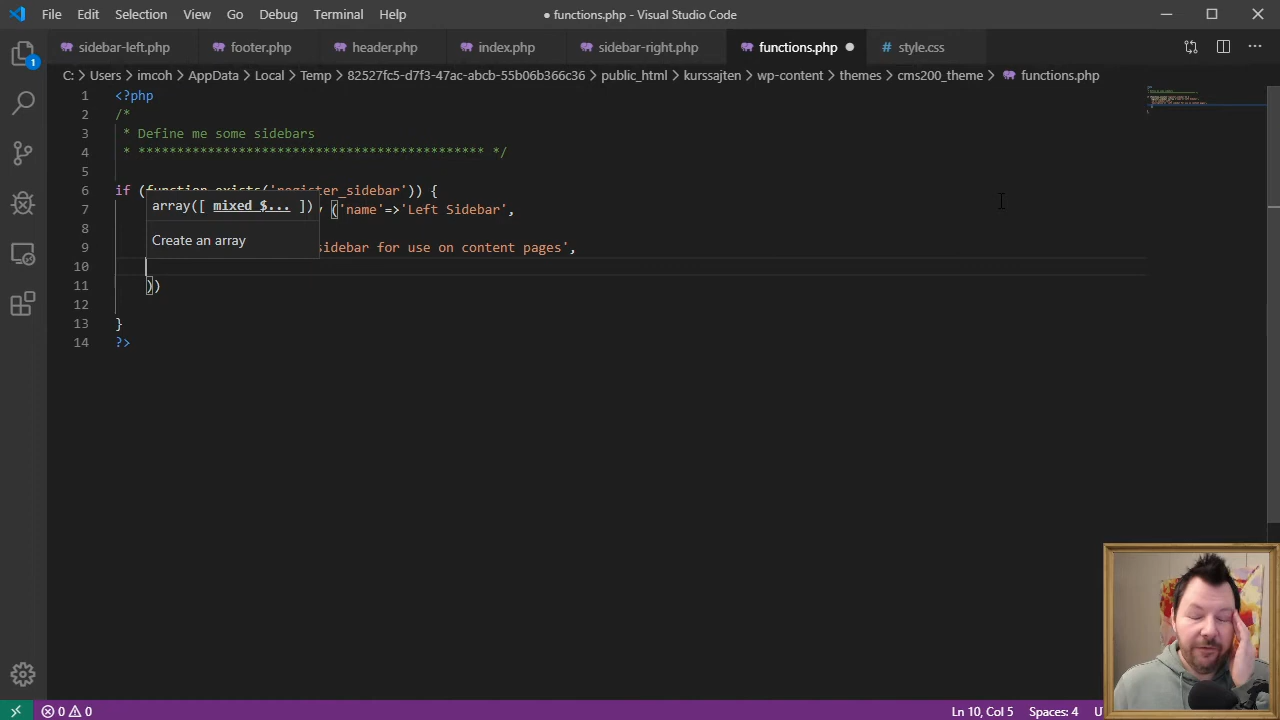 File Edit Selection View Go Debug Terminal Help
● functions.php - Visual Studio Code
1
sidebar-left.php footer.php header.php index.php sidebar-right.php functions.php # style.css
C: > Users > imcoh > AppData > Local > Temp > 82527fc5-d7f3-47ac-abcb-55b06b366c36 > public_html > kurssajten > wp-content > themes > cms200_theme > functions.php
1 <?php
2 /*
3 * Define me some sidebars
4 * ********************************************* */
5
6 if (function_exists('register_sidebar')) {
7 ('name'=>'Left Sidebar',
array([ mixed $... ])
8
Create an array
9 sidebar for use on content pages',
10
11 ))
12
13 }
14 ?>
0 0 Ln 10, Col 5 Spaces: 4